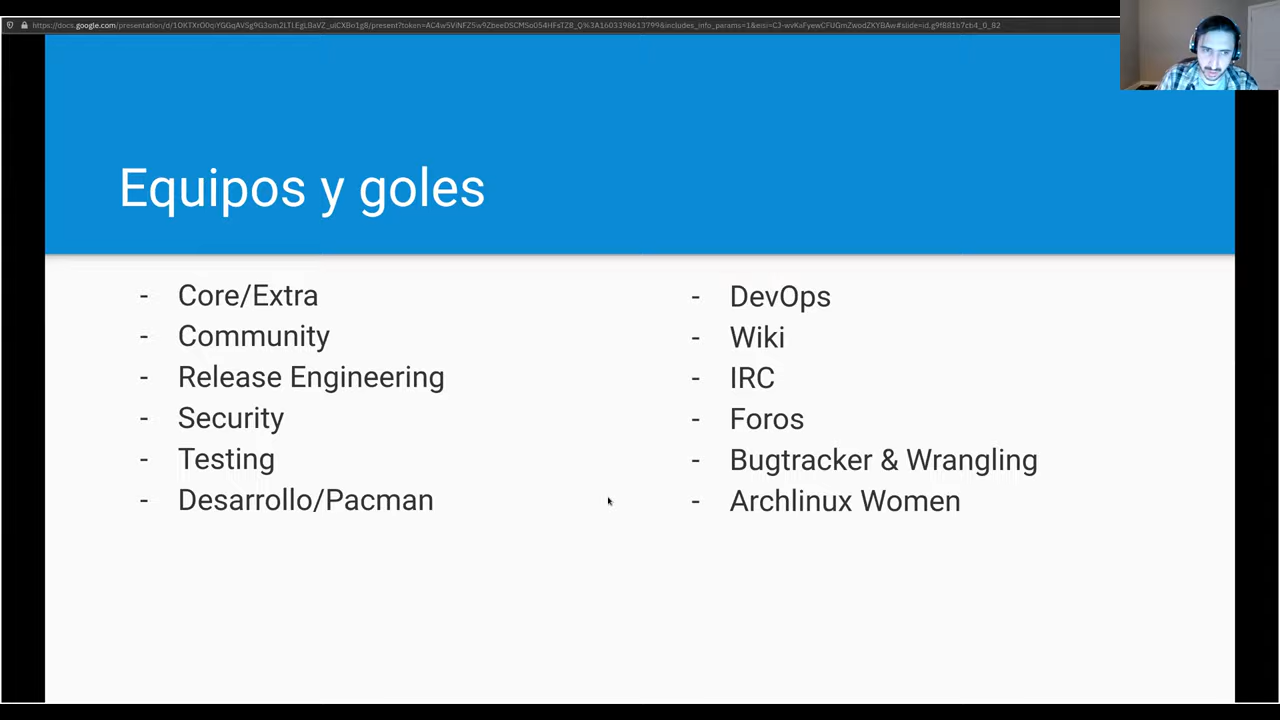 Equipos y goles
- Core/Extra
- Community
- Release Engineering
- Security
- Testing
- Desarrollo/Pacman
- DevOps
- Wiki
- IRC
- Foros
- Bugtracker & Wrangling
- Archlinux Women